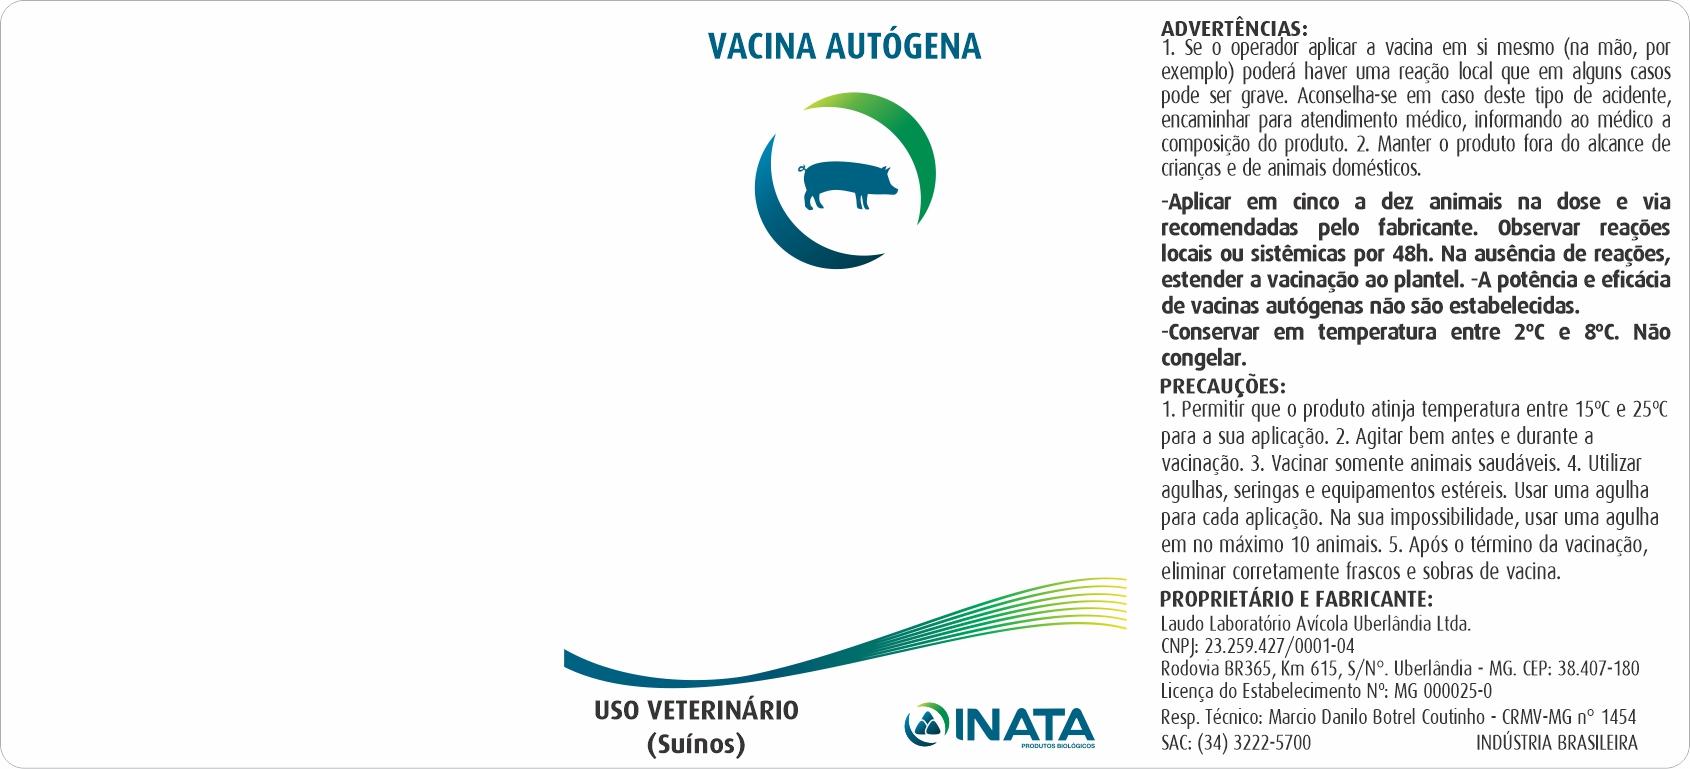 VACINA AUTÓGENA
USO VETERINÁRIO
(Suínos)
INATA
PRODUTOS BIOLÓGICOS
ADVERTÊNCIAS:
1. Se o operador aplicar a vacina em si mesmo (na mão, por
exemplo) poderá haver uma reação local que em alguns casos
pode ser grave. Aconselha-se em caso deste tipo de acidente,
encaminhar para atendimento médico, informando ao médico a
composição do produto. 2. Manter o produto fora do alcance de
crianças e de animais domésticos.
-Aplicar em cinco a dez animais na dose e via
recomendadas pelo fabricante. Observar reações
locais ou sistêmicas por 48h. Na ausência de reações,
estender a vacinação ao plantel. -A potência e eficácia
de vacinas autógenas não são estabelecidas.
-Conservar em temperatura entre 2ºC e 8ºC. Não
congelar.
PRECAUÇÕES:
1. Permitir que o produto atinja temperatura entre 15ºC e 25ºC
para a sua aplicação. 2. Agitar bem antes e durante a
vacinação. 3. Vacinar somente animais saudáveis. 4. Utilizar
agulhas, seringas e equipamentos estéreis. Usar uma agulha
para cada aplicação. Na sua impossibilidade, usar uma agulha
em no máximo 10 animais. 5. Após o término da vacinação,
eliminar corretamente frascos e sobras de vacina.
PROPRIETÁRIO E FABRICANTE:
Laudo Laboratório Avícola Uberlândia Ltda.
CNPJ: 23.259.427/0001-04
Rodovia BR365, Km 615, S/N°. Uberlândia - MG. CEP: 38.407-180
Licença do Estabelecimento Nº: MG 000025-0
Resp. Técnico: Marcio Danilo Botrel Coutinho - CRMV-MG n° 1454
SAC: (34) 3222-5700 INDÚSTRIA BRASILEIRA